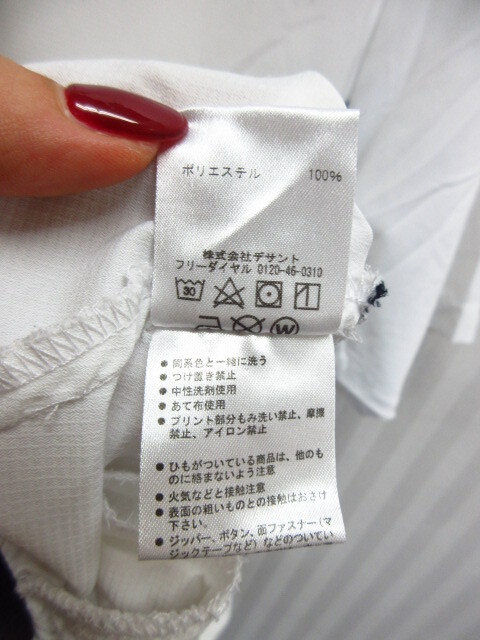 ポリエステル 100%
株式会社デサント
フリーダイヤル 0120-46-0310
30
W
● 同系色と一緒に洗う
● つけ置き禁止
● 中性洗剤使用
● あて布使用
● プリント部分もみ洗い禁止、摩擦
禁止、アイロン禁止
● ひもがついている商品は、他のも
のに絡まないよう注意
● 火気などと接触注意
● 表面の粗いものとの接触はおさけ
下さい。
● ジッパー、ボタン、面ファスナー(マ
ジックテープなど)などのついてい